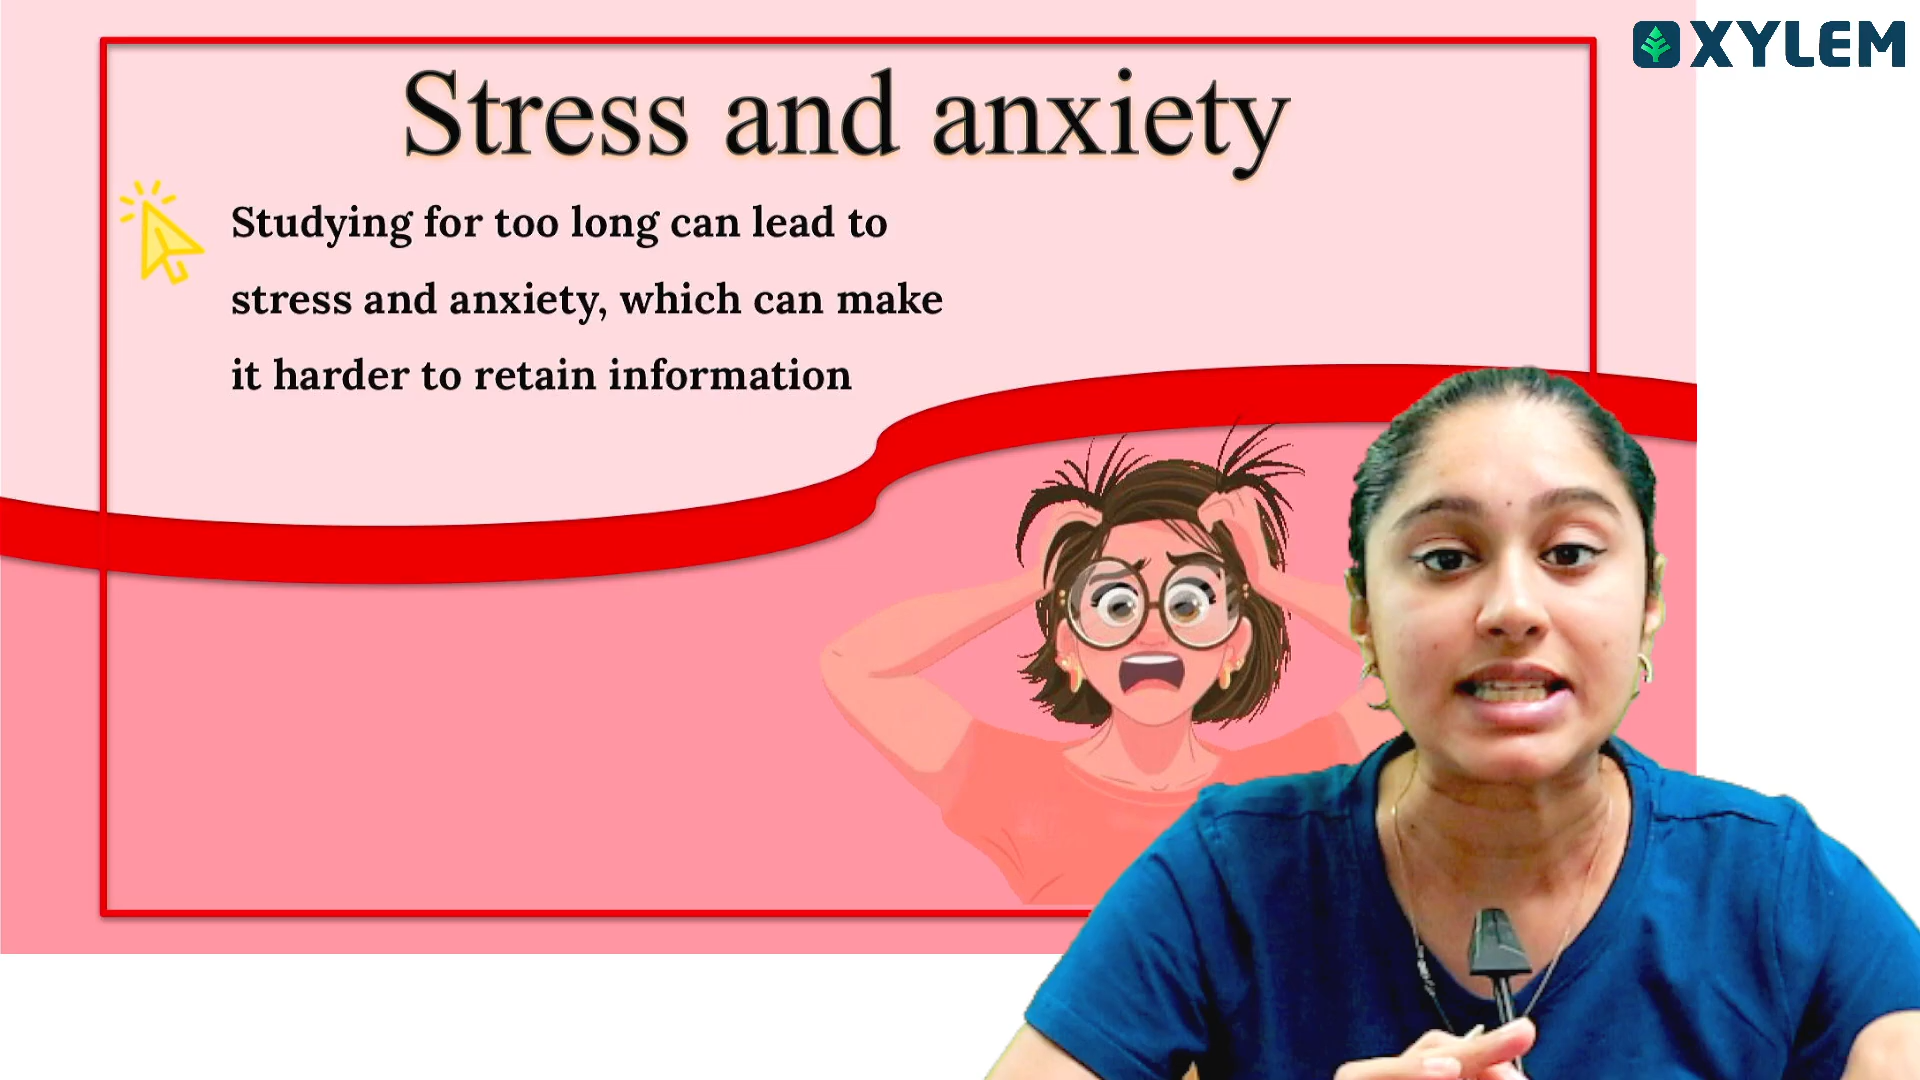 XYLEM
Stress and anxiety
Studying for too long can lead to
stress and anxiety, which can make
it harder to retain information